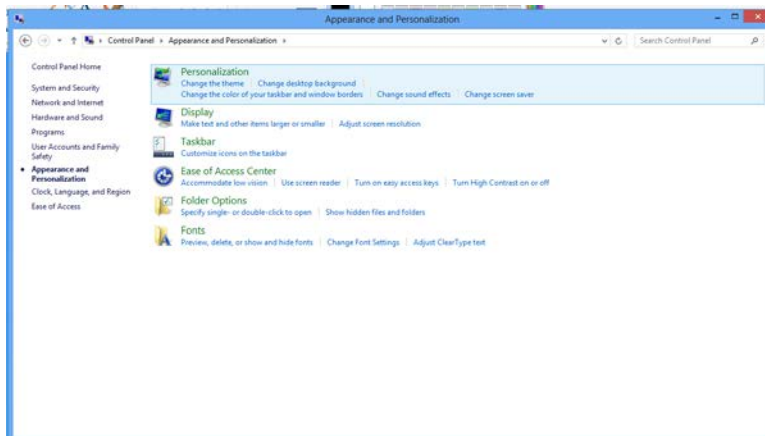 Appearance and Personalization
Control Panel Appearance and Personalization
Search Control Panel
Control Panel Home
System and Security
Network and Internet
Hardware and Sound
Programs
User Accounts and Family
Safety
Appearance and
Personalization
Clock, Language, and Region
Ease of Access
Personalization
Change the theme Change desktop background
Change the color of your taskbar and window borders Change sound effects Change screen saver
Display
Make text and other items larger or smaller Adjust screen resolution
Taskbar
Customize icons on the taskbar
Ease of Access Center
Accommodate low vision Use screen reader Turn on easy access keys Turn High Contrast on or off
Folder Options
Specify single- or double-click to open Show hidden files and folders
Fonts
Preview, delete, or show and hide fonts Change Font Settings Adjust ClearType text